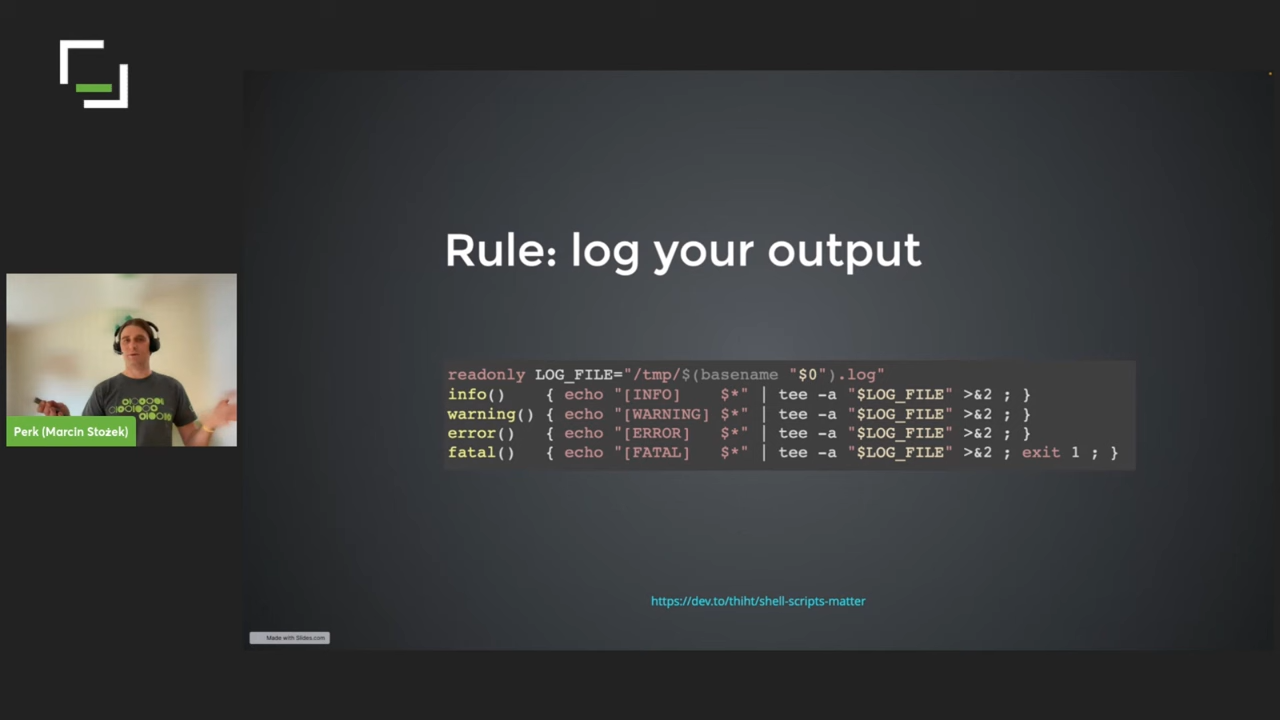 Rule: log your output
readonly LOG_FILE="/tmp/$(basename "$0").log"
info()    { echo "[INFO]    $*" | tee -a "$LOG_FILE" >&2 ; }
warning() { echo "[WARNING] $*" | tee -a "$LOG_FILE" >&2 ; }
error()   { echo "[ERROR]   $*" | tee -a "$LOG_FILE" >&2 ; }
fatal()   { echo "[FATAL]   $*" | tee -a "$LOG_FILE" >&2 ; exit 1 ; }
Perk (Marcin Stożek)
https://dev.to/thiht/shell-scripts-matter
Made with Slides.com